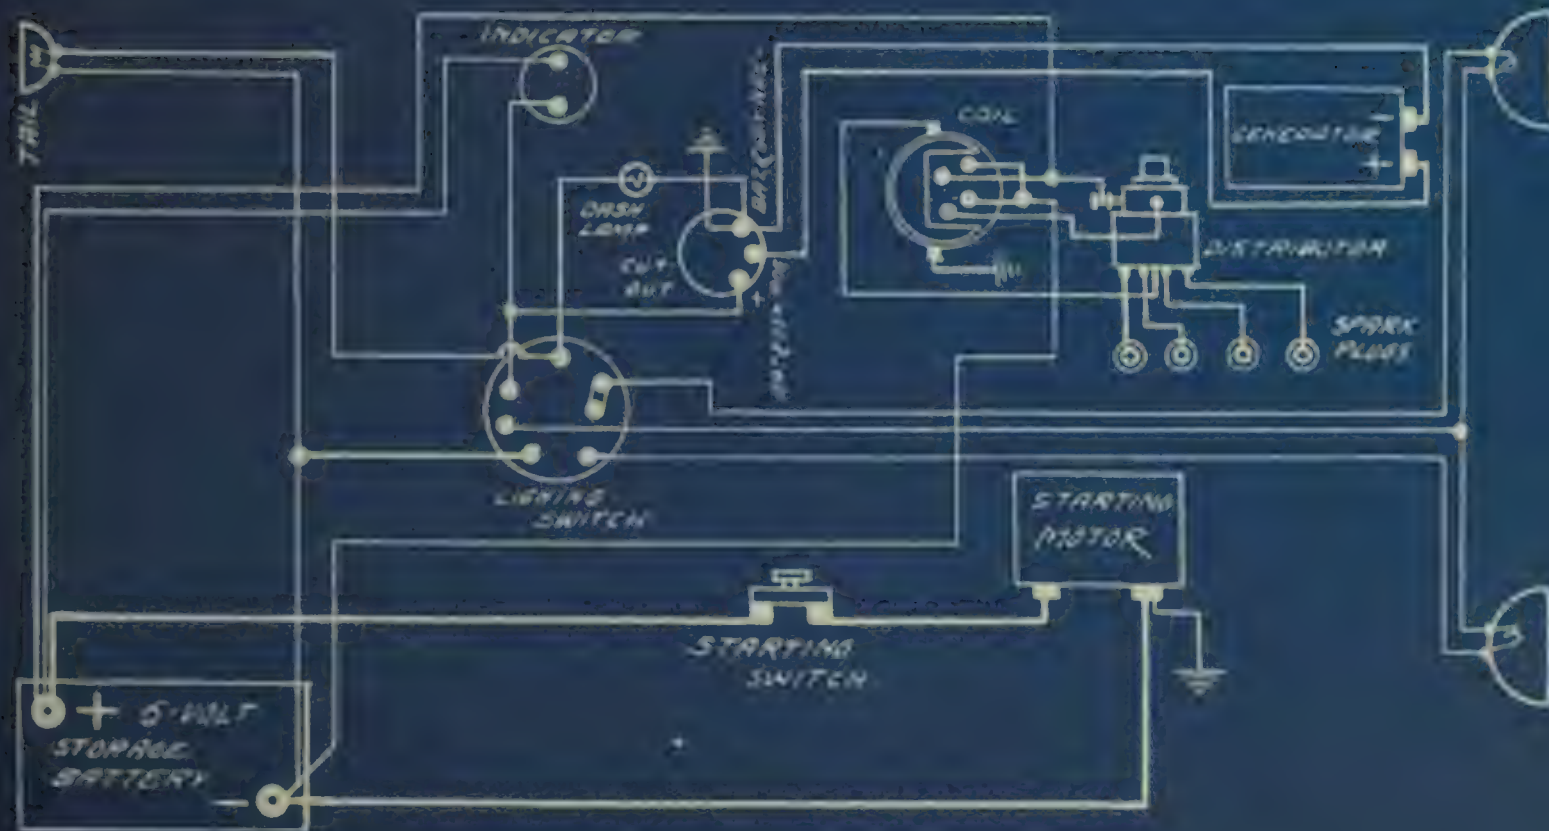 INDICATOR
TAIL
COIL
GENERATOR
-
+
DASH
LAMP
CUT
OUT
+
DISTRIBUTOR
SPARK
PLUGS
LIGHING
SWITCH
STARTING
MOTOR
STARTING
SWITCH
+ 6-VOLT
STORAGE
BATTERY
-